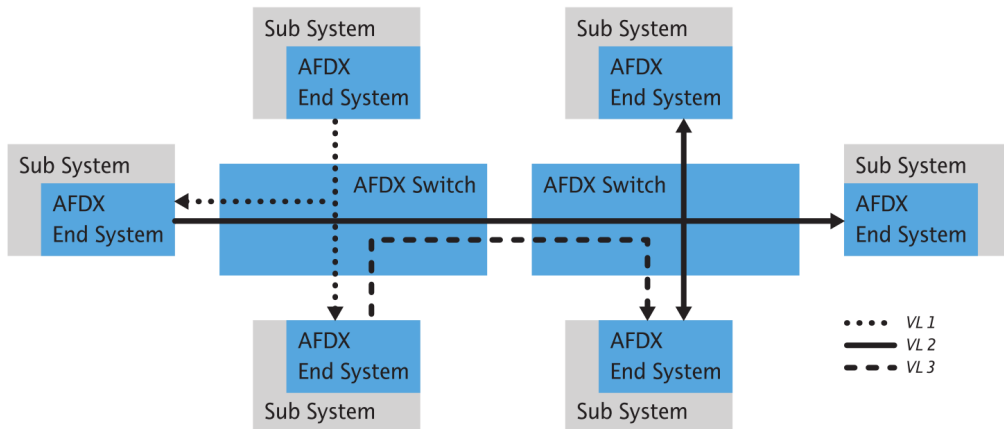 Sub System
AFDX
End System
Sub System
AFDX
End System
Sub System
AFDX
End System
AFDX Switch
AFDX Switch
Sub System
AFDX
End System
AFDX
End System
Sub System
AFDX
End System
Sub System
VL 1
VL 2
VL 3